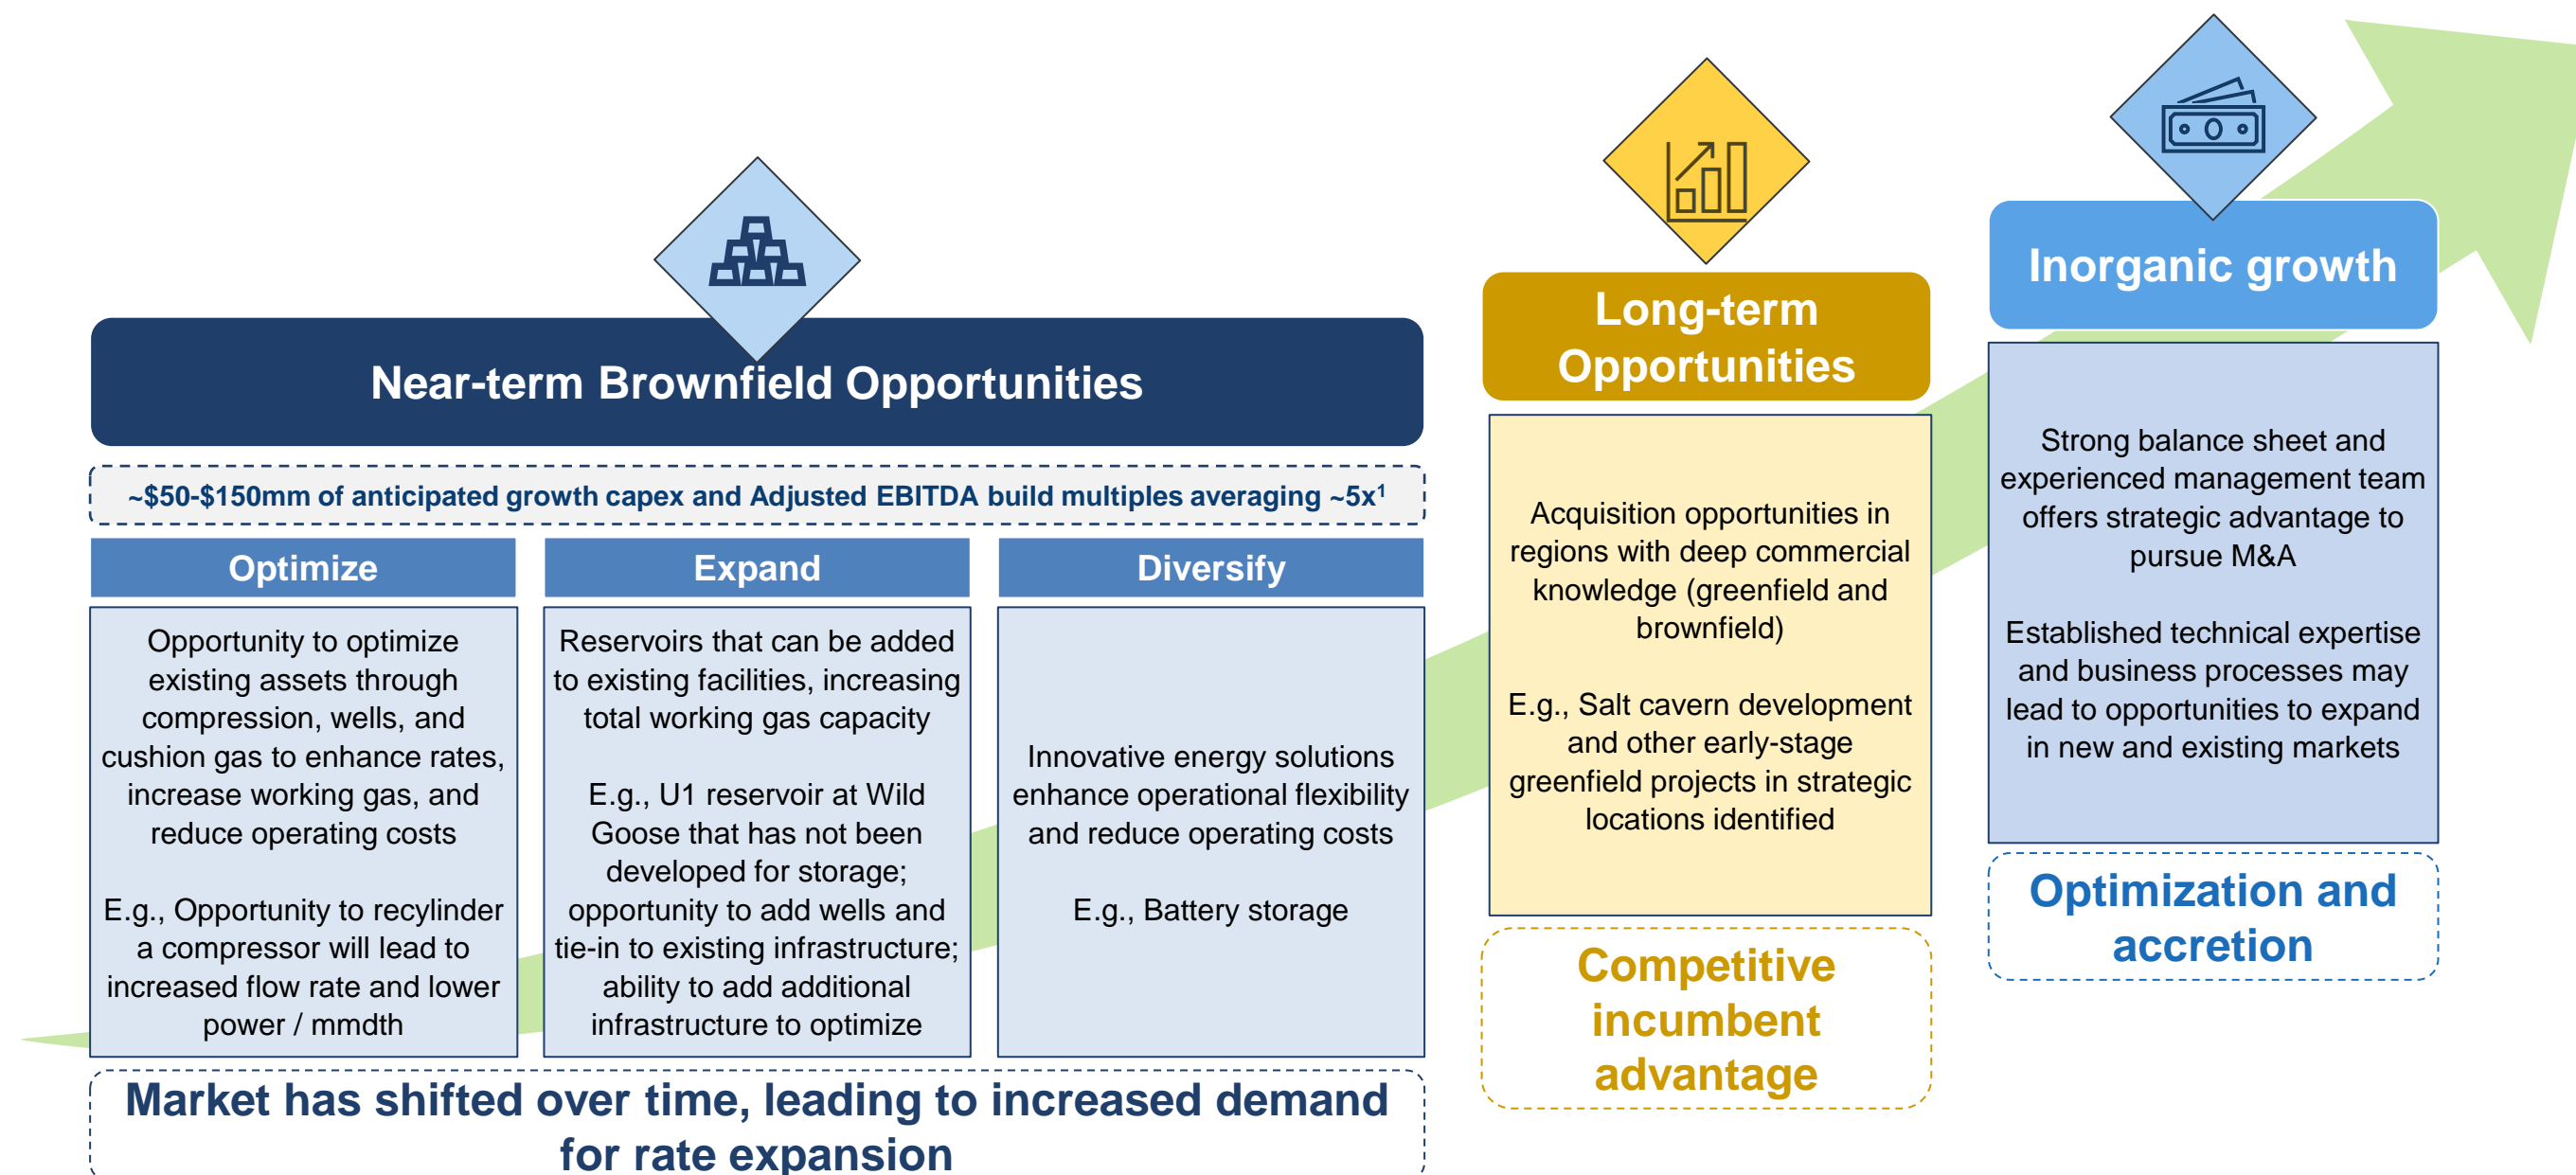 Near-term Brownfield Opportunities
~$50-$150mm of anticipated growth capex and Adjusted EBITDA build multiples averaging ~5x¹
Optimize
Opportunity to optimize
existing assets through
compression, wells, and
cushion gas to enhance rates,
increase working gas, and
reduce operating costs
E.g., Opportunity to recylinder
a compressor will lead to
increased flow rate and lower
power / mmdth
Expand
Reservoirs that can be added
to existing facilities, increasing
total working gas capacity
E.g., U1 reservoir at Wild
Goose that has not been
developed for storage;
opportunity to add wells and
tie-in to existing infrastructure;
ability to add additional
infrastructure to optimize
Diversify
Innovative energy solutions
enhance operational flexibility
and reduce operating costs
E.g., Battery storage
Market has shifted over time, leading to increased demand
for rate expansion
Long-term
Opportunities
Acquisition opportunities in
regions with deep commercial
knowledge (greenfield and
brownfield)
E.g., Salt cavern development
and other early-stage
greenfield projects in strategic
locations identified
Competitive
incumbent
advantage
Inorganic growth
Strong balance sheet and
experienced management team
offers strategic advantage to
pursue M&A
Established technical expertise
and business processes may
lead to opportunities to expand
in new and existing markets
Optimization and
accretion